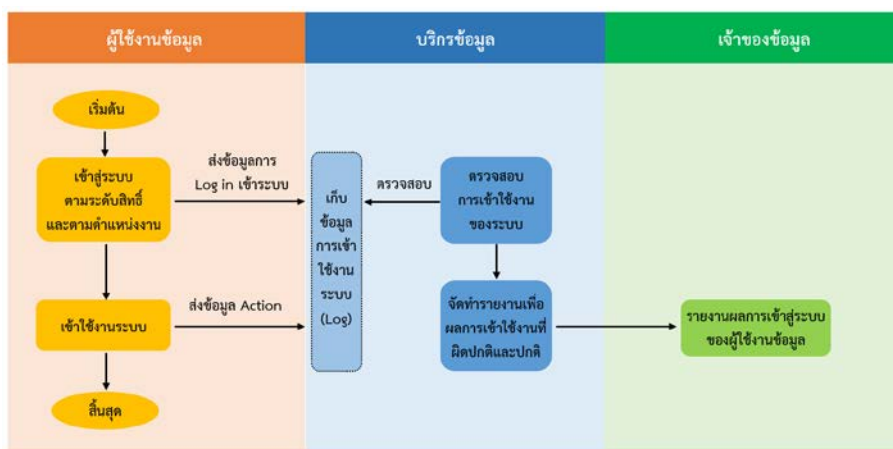 ผู้ใช้งานข้อมูล
บริกรข้อมูล
เจ้าของข้อมูล
เริ่มต้น
เข้าสู่ระบบ
ตามระดับสิทธิ์
และตามตำแหน่งงาน
ส่งข้อมูลการ
Log in เข้าระบบ
เก็บ
ข้อมูล
การเข้า
ใช้งาน
ระบบ
(Log)
ตรวจสอบ
ตรวจสอบ
การเข้าใช้งาน
ของระบบ
เข้าใช้งานระบบ
ส่งข้อมูล Action
จัดทำรายงานเพื่อ
ผลการเข้าใช้งานที่
ผิดปกติและปกติ
รายงานผลการเข้าสู่ระบบ
ของผู้ใช้งานข้อมูล
สิ้นสุด